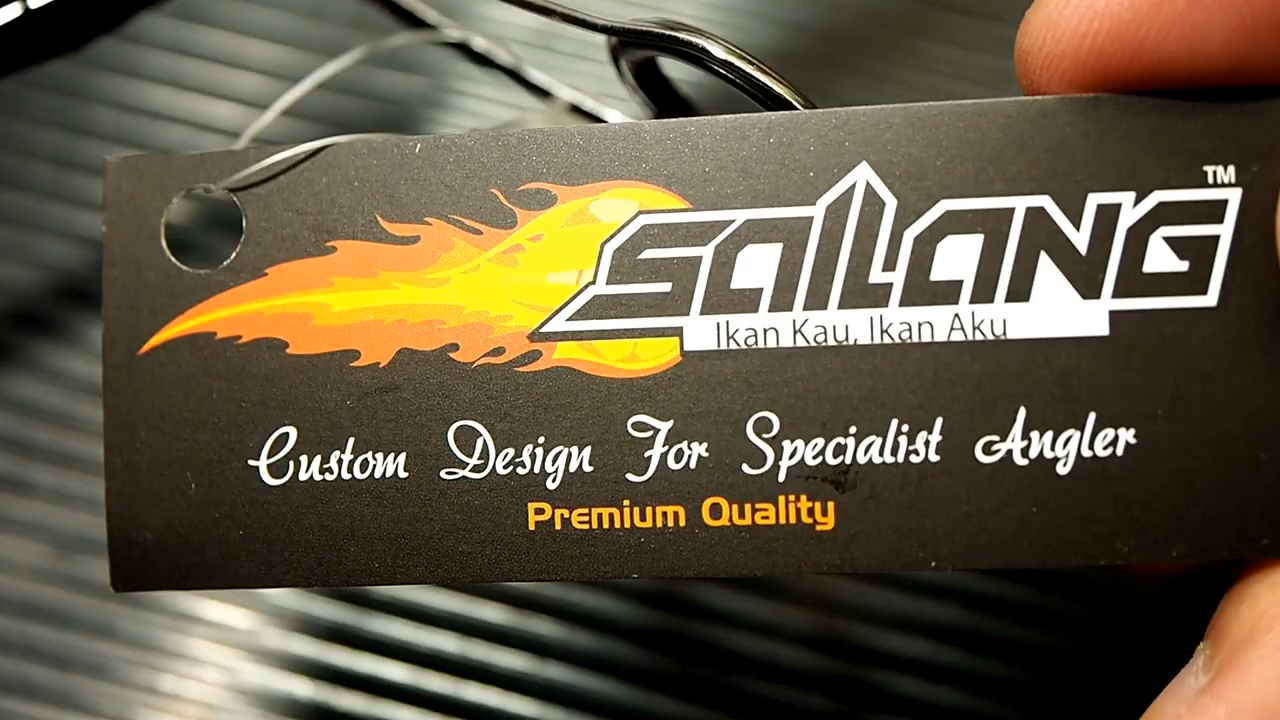 SAILANG™
Ikan Kau, Ikan Aku
Custom Design For Specialist Angler
Premium Quality